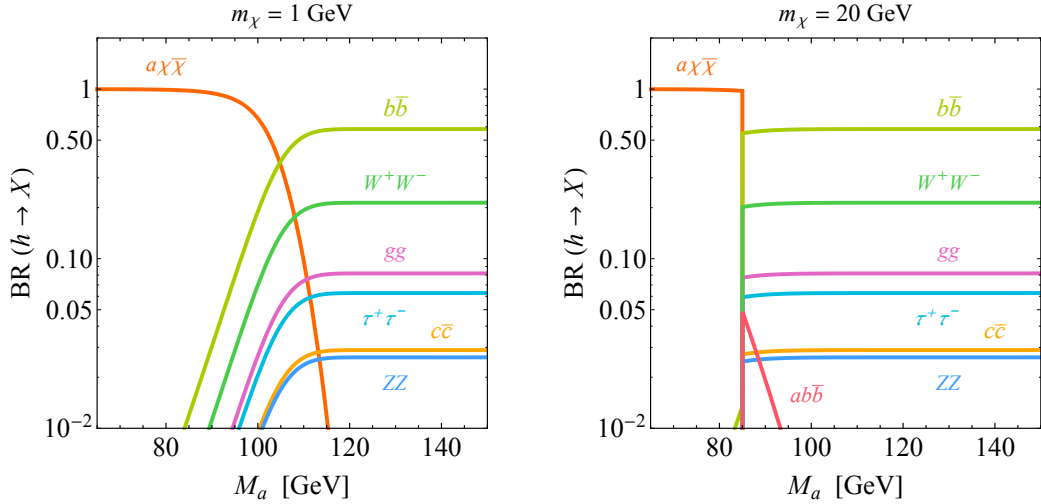 m_χ = 1 GeV
BR (h → X)
1
0.50
0.10
0.05
10⁻²
aχχ̅
bb̅
W⁺W⁻
gg
τ⁺τ⁻
cc̅
ZZ
80 100 120 140
M_a [GeV]
m_χ = 20 GeV
BR (h → X)
1
0.50
0.10
0.05
10⁻²
aχχ̅
bb̅
W⁺W⁻
gg
τ⁺τ⁻
cc̅
ZZ
abb̅
80 100 120 140
M_a [GeV]